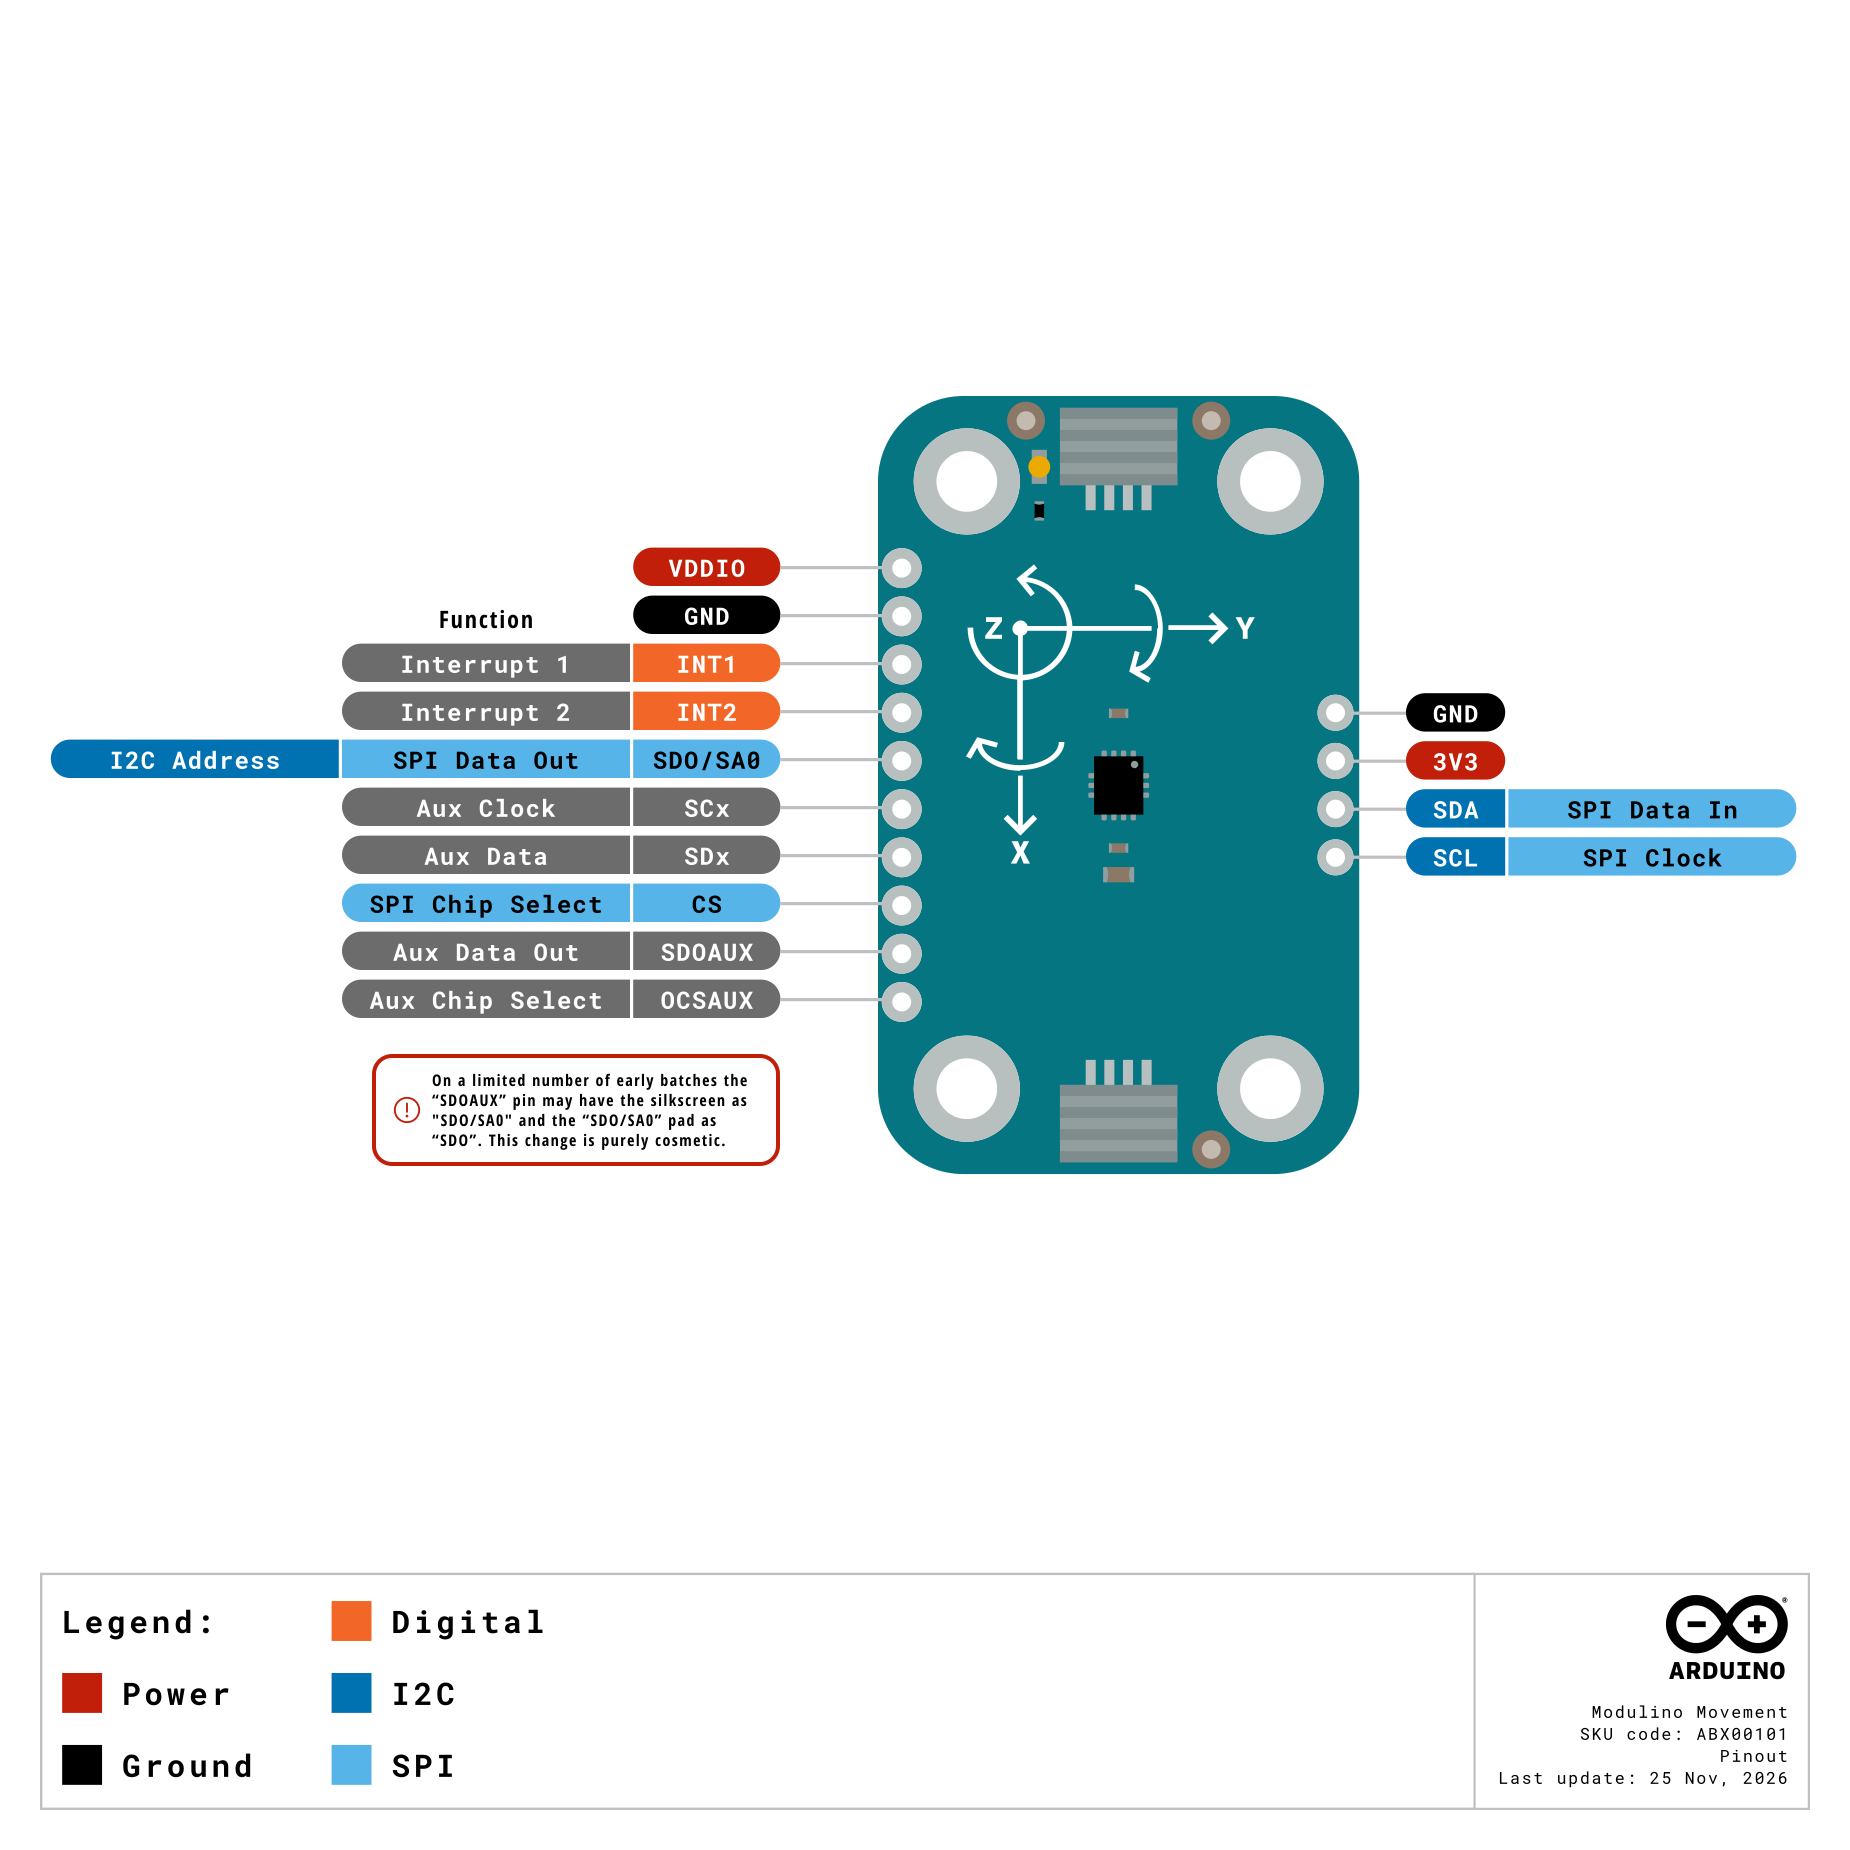 VDDIO
Function
GND
Interrupt 1 INT1
Interrupt 2 INT2
I2C Address SPI Data Out SDO/SA0
Aux Clock SCx
Aux Data SDx
SPI Chip Select CS
Aux Data Out SDOAUX
Aux Chip Select OCSAUX
On a limited number of early batches the
“SDOAUX” pin may have the silkscreen as
"SDO/SA0" and the “SDO/SA0” pad as
“SDO”. This change is purely cosmetic.
Z
Y
X
GND
3V3
SDA SPI Data In
SCL SPI Clock
Legend:
Power
Ground
Digital
I2C
SPI
®
ARDUINO
Modulino Movement
SKU code: ABX00101
Pinout
Last update: 25 Nov, 2026